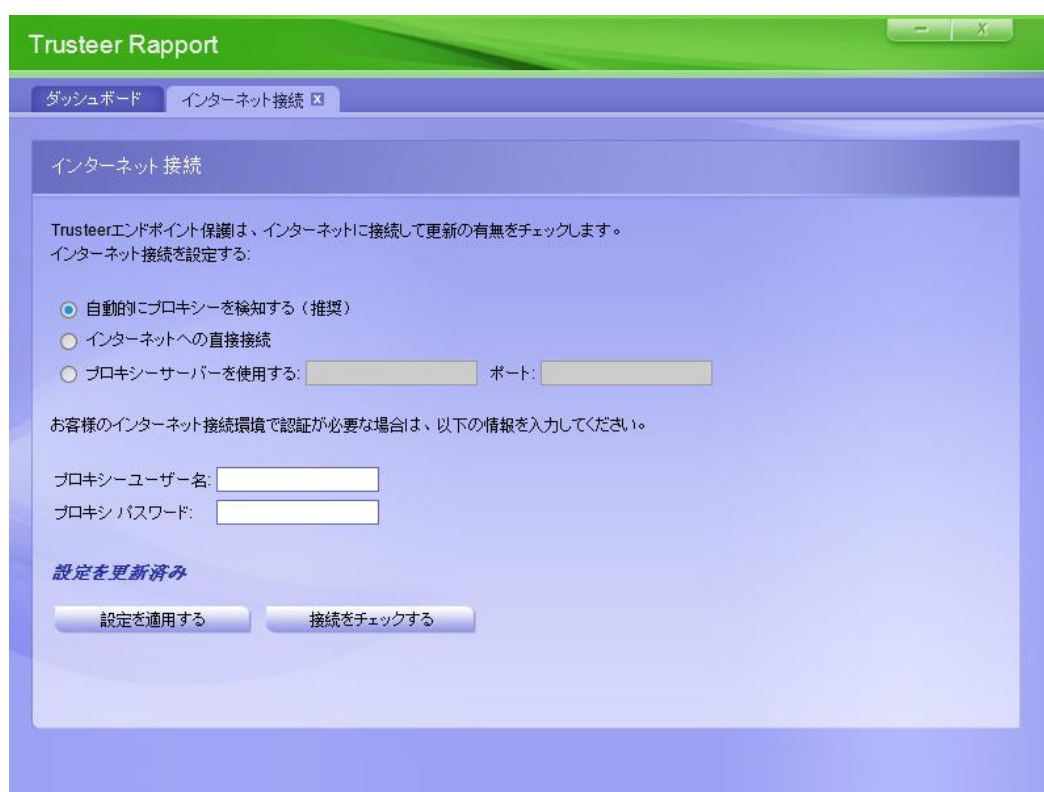 Trusteer Rapport
ダッシュボード インターネット接続 x
インターネット接続
Trusteerエンドポイント保護は、インターネットに接続して更新の有無をチェックします。
インターネット接続を設定する:
自動的にプロキシーを検知する（推奨）
インターネットへの直接接続
プロキシーサーバーを使用する: ポート:
お客様のインターネット接続環境で認証が必要な場合は、以下の情報を入力してください。
プロキシーユーザー名:
プロキシ パスワード:
設定を更新済み
設定を適用する 接続をチェックする